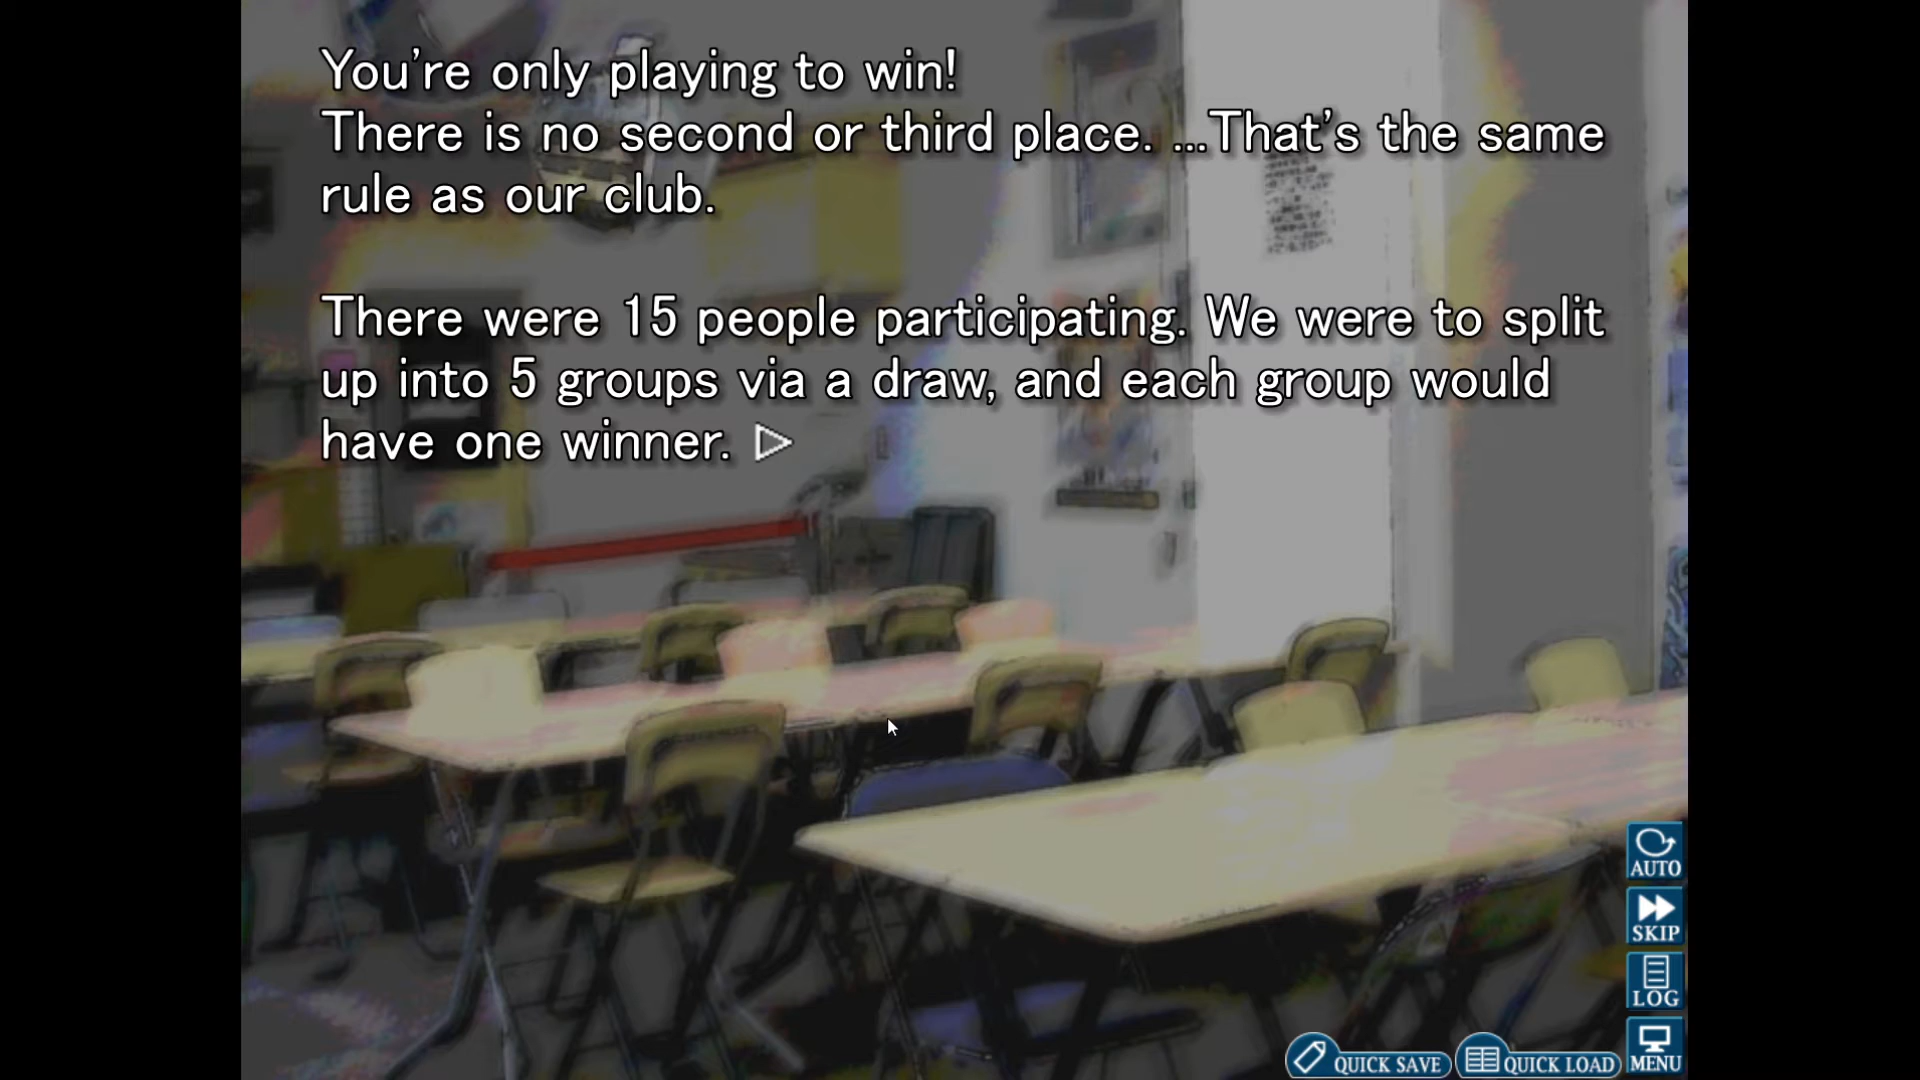 You're only playing to win!
There is no second or third place. ...That's the same
rule as our club.
There were 15 people participating. We were to split
up into 5 groups via a draw, and each group would
have one winner.
AUTO
SKIP
LOG
MENU
QUICK SAVE
QUICK LOAD